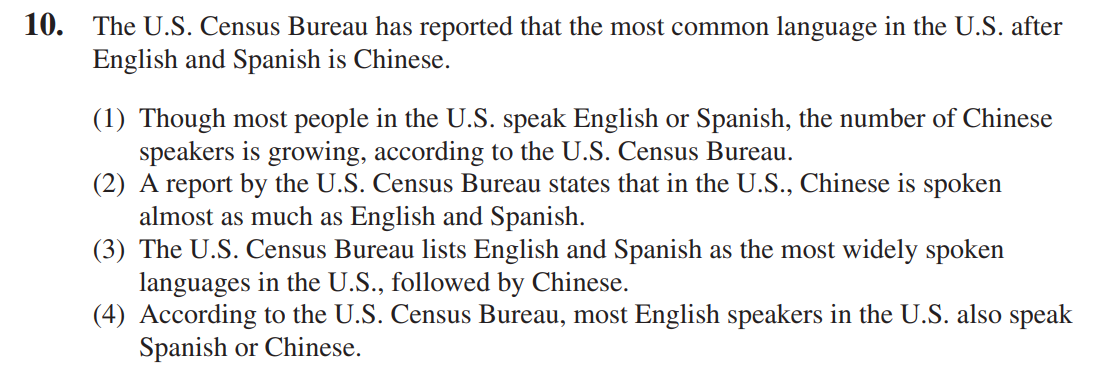 10. The U.S. Census Bureau has reported that the most common language in the U.S. after
English and Spanish is Chinese.
(1) Though most people in the U.S. speak English or Spanish, the number of Chinese
speakers is growing, according to the U.S. Census Bureau.
(2) A report by the U.S. Census Bureau states that in the U.S., Chinese is spoken
almost as much as English and Spanish.
(3) The U.S. Census Bureau lists English and Spanish as the most widely spoken
languages in the U.S., followed by Chinese.
(4) According to the U.S. Census Bureau, most English speakers in the U.S. also speak
Spanish or Chinese.